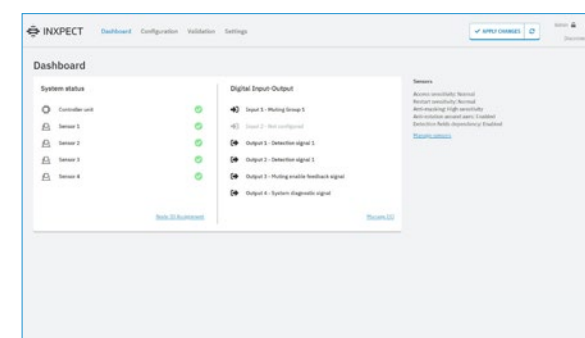 INXPECT
Dashboard Configuration Validation Settings
APPLY CHANGES
Admin
Dashboard
System status
Controller unit
Sensor 1
Sensor 2
Sensor 3
Sensor 4
Node ID Assignment
Digital Input-Output
Input 1 - Muting Group 1
Input 2 - Not configured
Output 1 - Detection signal 1
Output 2 - Detection signal 1
Output 3 - Muting enable feedback signal
Output 4 - System diagnostic signal
Manage I/O
Sensors
Access sensitivity: Normal
Restart sensitivity: Normal
Anti-masking: High sensitivity
Anti-rotation around axes: Enabled
Detection fields dependency: Enabled
Manage sensors